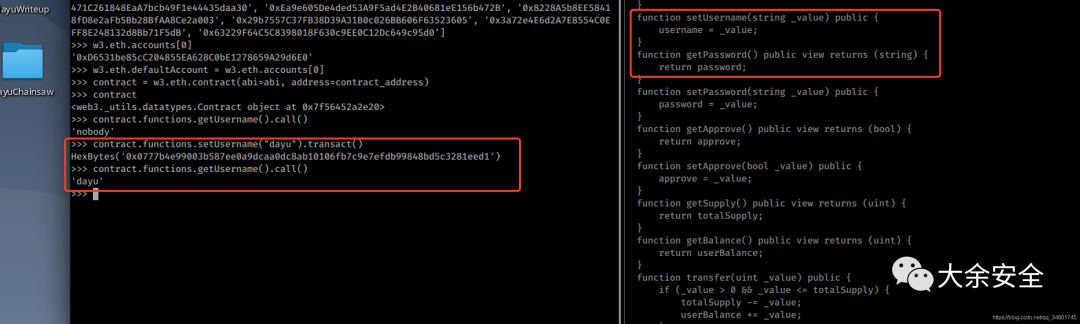 ayuWriteup
ayuChainsaw
471C261848EaA7bcb49F1e44435daa30', '0xEa9e605De4ded53A9F5ad4E2B40681eE156b472B', '0x8228A5b8EE5841
8fD8e2aFb5Bb28BfAA8Ce2a003', '0x29b7557C37FB38D39A31B0c026BB606F63523605', '0x3a72e4E6d2A7E8554C0E
FF8E248132d8Bb71F5dB', '0x63229F64C5C8398018F630c9EE0C12Dc649c95d0']
>>> w3.eth.accounts[0]
'0xD6531be85cC204855EA628C0bE1278659A29d6E0'
>>> w3.eth.defaultAccount = w3.eth.accounts[0]
>>> contract = w3.eth.contract(abi=abi, address=contract_address)
>>> contract
<web3._utils.datatypes.Contract object at 0x7f56452a2e20>
>>> contract.functions.getUsername().call()
'nobody'
>>> contract.functions.setUsername("dayu").transact()
HexBytes('0x0777b4e99003b587ee0a9dcaa0dc8ab10106fb7c9e7efdb99848bd5c3281eed1')
>>> contract.functions.getUsername().call()
'dayu'
>>>
}
function setUsername(string _value) public {
username = _value;
}
function getPassword() public view returns (string) {
return password;
}
function setPassword(string _value) public {
password = _value;
}
function getApprove() public view returns (bool) {
return approve;
}
function setApprove(bool _value) public {
approve = _value;
}
function getSupply() public view returns (uint) {
return totalSupply;
}
function getBalance() public view returns (uint) {
return userBalance;
}
function transfer(uint _value) public {
if (_value > 0 && _value <= totalSupply) {
totalSupply -= _value;
userBalance += _value;
大余安全
https://blog.csdn.net/qq_34801745